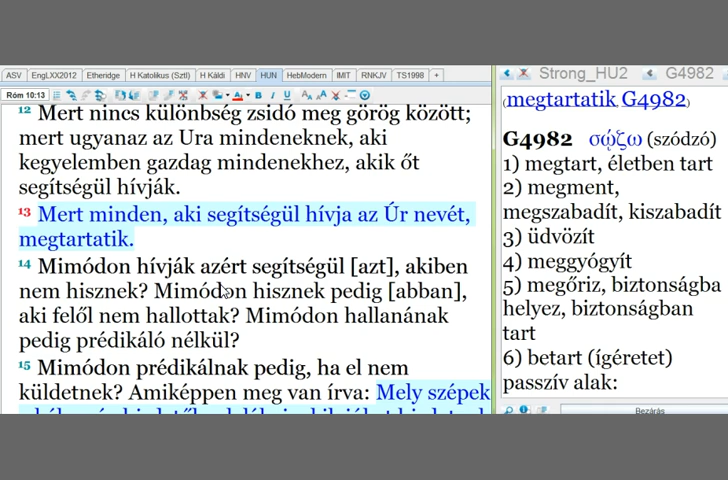 ASV EngLXX2012 Etheridge H Katolikus (SztI) H Káldi HNV HUN HebModern IMIT RNKJV TS1998 +
Róm 10:13
12 Mert nincs különbség zsidó meg görög között;
mert ugyanaz az Ura mindeneknek, aki
kegyelemben gazdag mindenekhez, akik őt
segítségül hívják.
13 Mert minden, aki segítségül hívja az Úr nevét,
megtartatik.
14 Mimódon hívják azért segítségül [azt], akiben
nem hisznek? Mimódon hisznek pedig [abban],
aki felől nem hallottak? Mimódon hallanának
pedig prédikáló nélkül?
15 Mimódon prédikálnak pedig, ha el nem
küldetnek? Amiképpen meg van írva: Mely szépek
Strong_HU2 G4982
(megtartatik G4982)
G4982 σῴζω (szódzó)
1) megtart, életben tart
2) megment,
megszabadít, kiszabadít
3) üdvözít
4) meggyógyít
5) megőriz, biztonságba
helyez, biztonságban
tart
6) betart (ígéretet)
passzív alak:
Bezárás